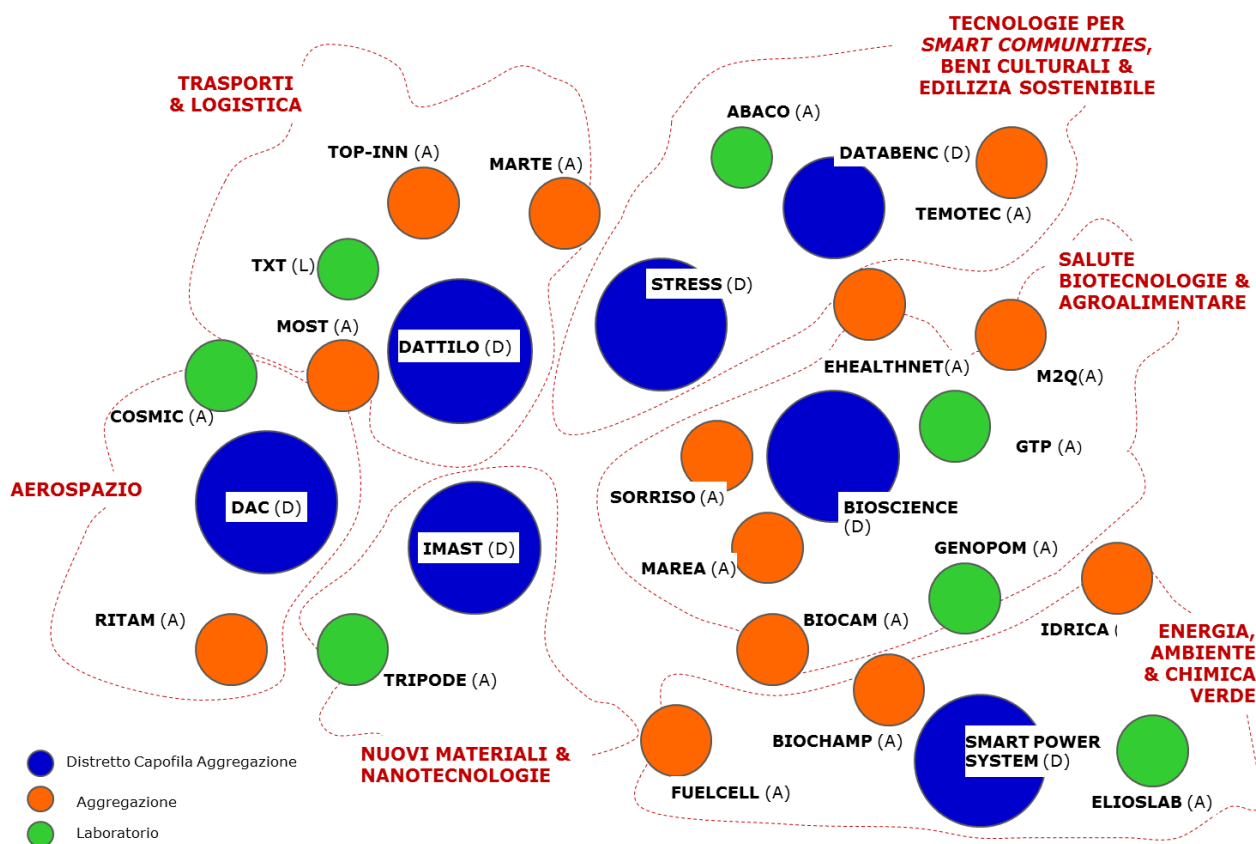 TRASPORTI
& LOGISTICA
TECNOLOGIE PER
SMART COMMUNITIES,
BENI CULTURALI &
EDILIZIA SOSTENIBILE
ABACO (A)
TOP-INN (A)
MARTE (A)
DATABENC (D)
TEMOTEC (A)
TXT (L)
STRESS (D)
SALUTE
BIOTECNOLOGIE &
AGROALIMENTARE
MOST (A)
DATTILO (D)
EHEALTHNET(A)
M2Q(A)
COSMIC (A)
GTP (A)
AEROSPAZIO
DAC (D)
SORRISO (A)
BIOSCIENCE
(D)
IMAST (D)
GENOPOM (A)
MAREA (A)
RITAM (A)
BIOCAM (A)
IDRICA (
ENERGIA,
AMBIENTE
& CHIMICA
VERDE
TRIPODE (A)
NUOVI MATERIALI &
NANOTECNOLOGIE
BIOCHAMP (A)
SMART POWER
SYSTEM (D)
FUELCELL (A)
ELIOSLAB (A)
Distretto Capofila Aggregazione
Aggregazione
Laboratorio